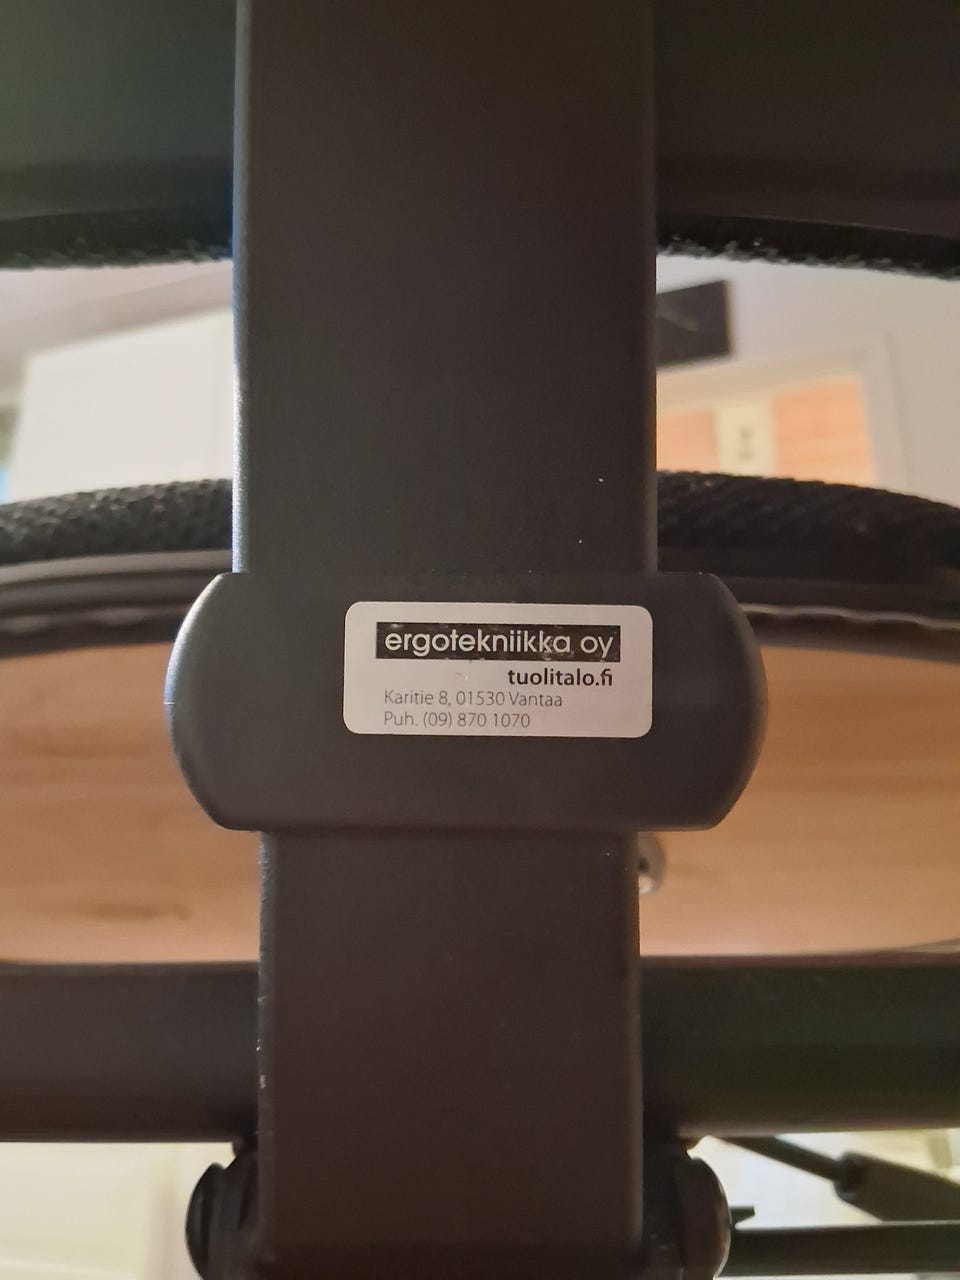 ergotekniikka oy
tuolitalo.fi
Karitie 8, 01530 Vantaa
Puh. (09) 870 1070